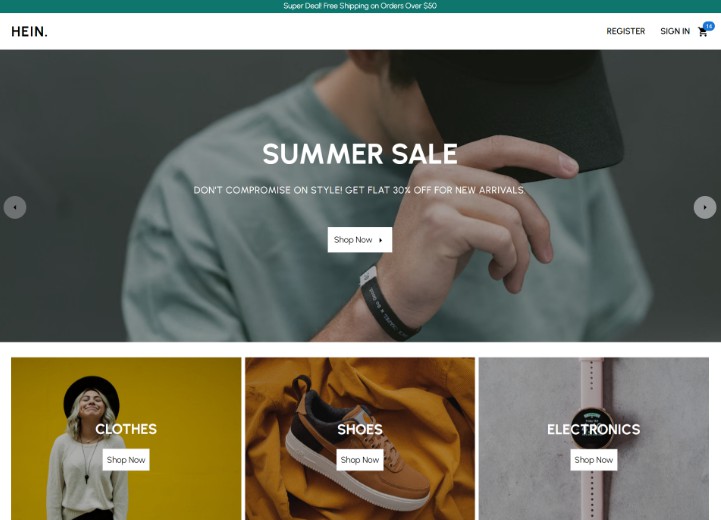 Super Deal! Free Shipping on Orders Over $50
HEIN.
REGISTER
SIGN IN
14
SUMMER SALE
DON'T COMPROMISE ON STYLE! GET FLAT 30% OFF FOR NEW ARRIVALS.
Shop Now
CLOTHES
SHOES
ELECTRONICS
Shop Now
Shop Now
Shop Now